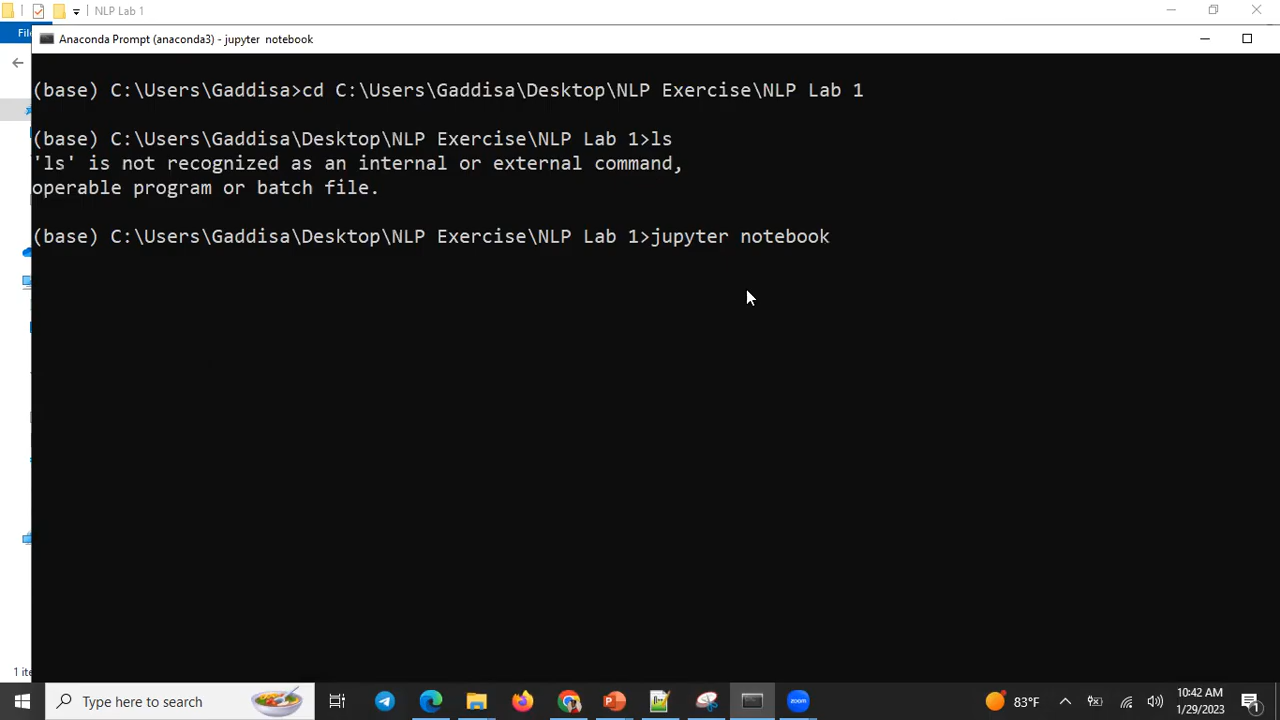 NLP Lab 1
Anaconda Prompt (anaconda3) - jupyter notebook
(base) C:\Users\Gaddisa>cd C:\Users\Gaddisa\Desktop\NLP Exercise\NLP Lab 1
(base) C:\Users\Gaddisa\Desktop\NLP Exercise\NLP Lab 1>ls
'ls' is not recognized as an internal or external command,
operable program or batch file.
(base) C:\Users\Gaddisa\Desktop\NLP Exercise\NLP Lab 1>jupyter notebook
Type here to search
zoom
83°F
10:42 AM
1/29/2023
1